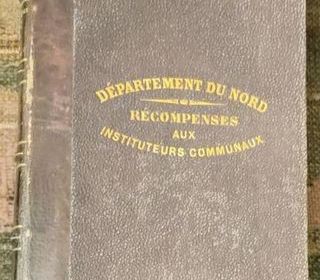 DÉPARTEMENT DU NORD
RÉCOMPENSES
AUX
INSTITUTEURS COMMUNAUX